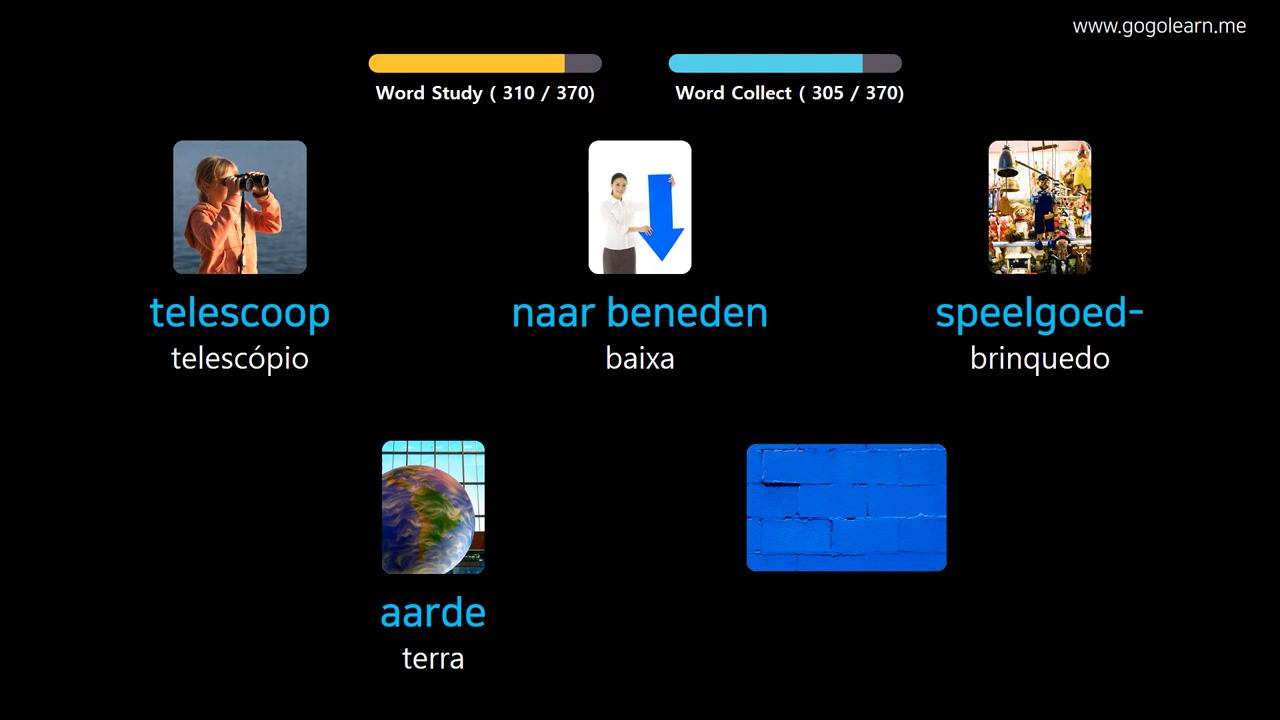 www.gogolearn.me
Word Study ( 310 / 370)
Word Collect ( 305 / 370)
telescoop
telescópio
naar beneden
baixa
speelgoed-
brinquedo
aarde
terra